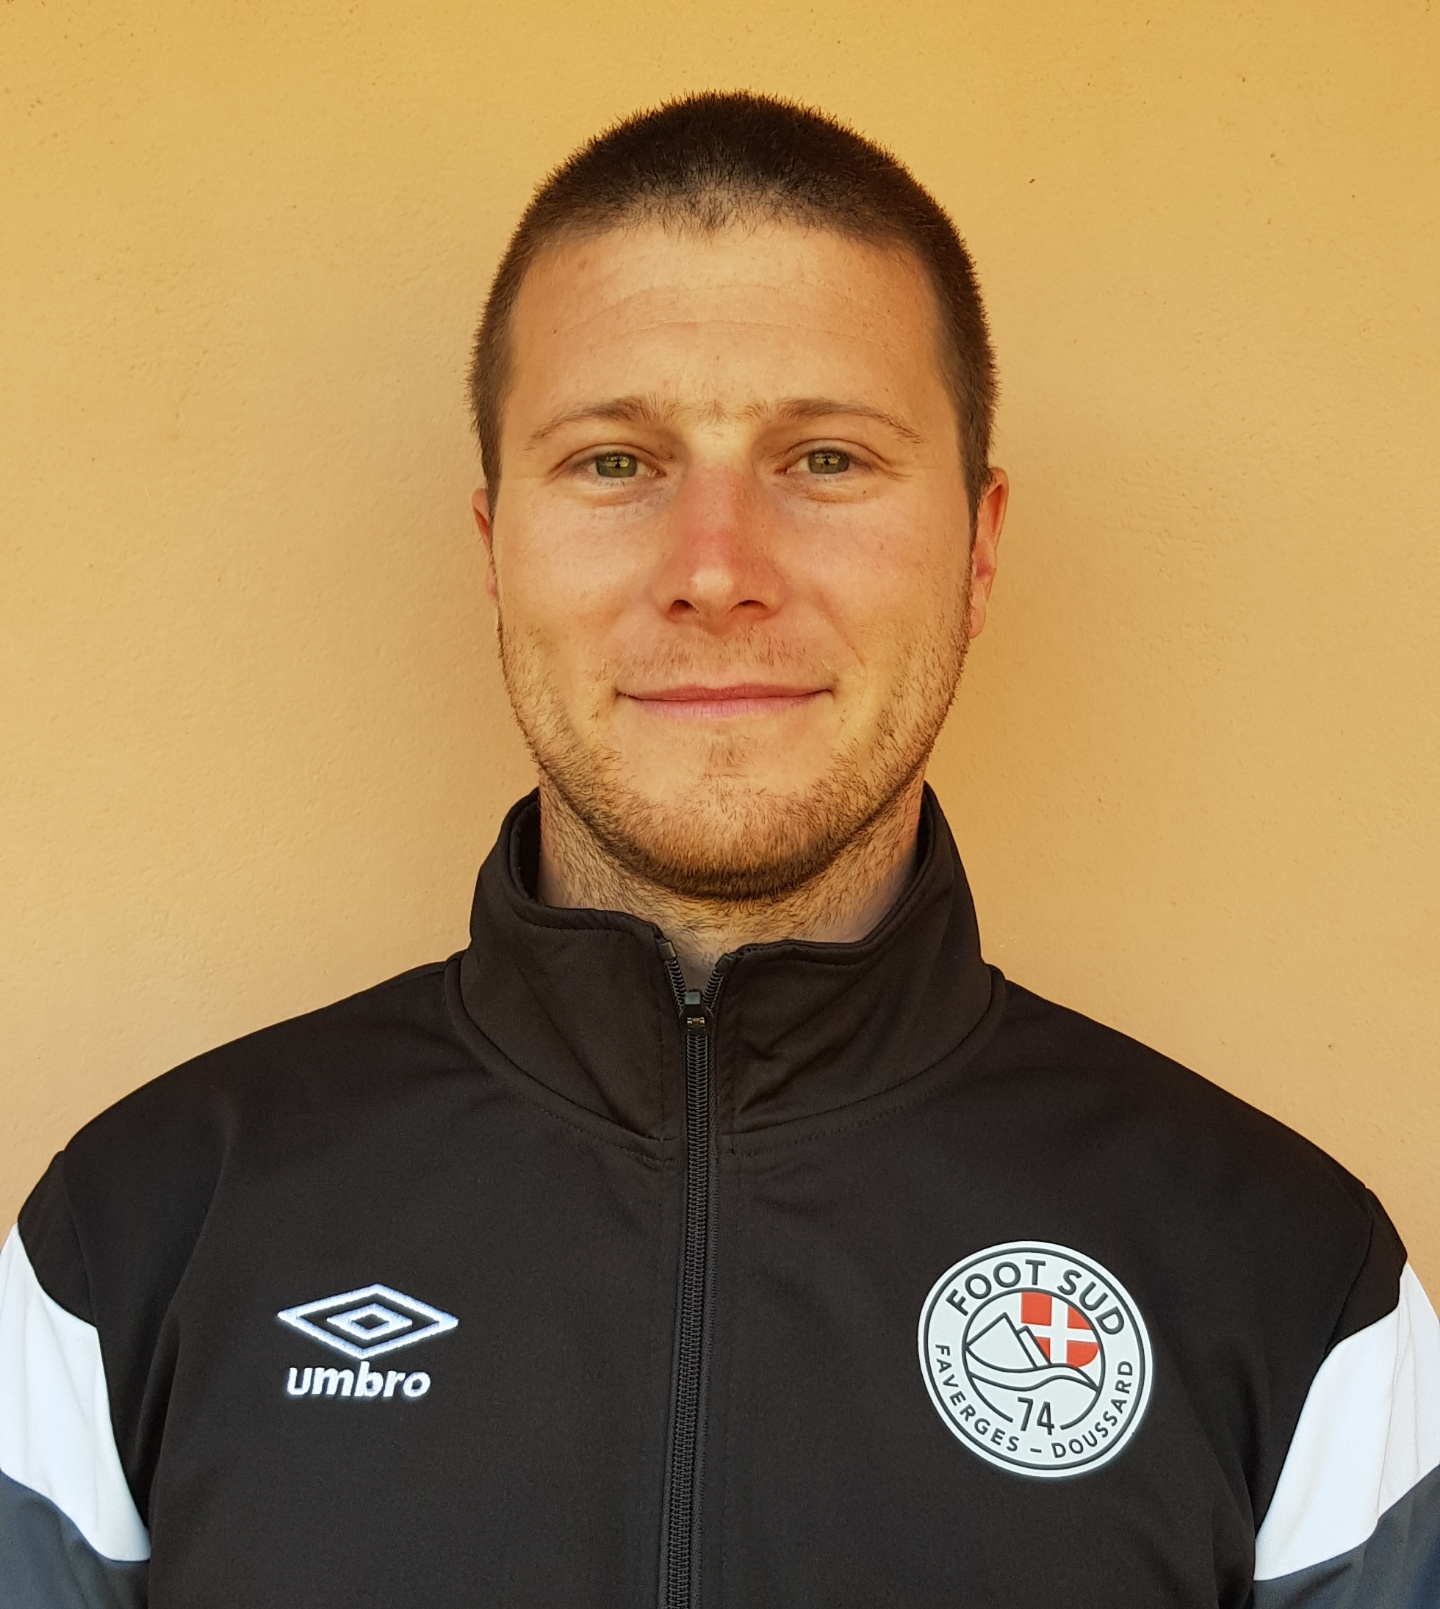 umbro
FOOT SUD
74
FAVERGES - DOUSSARD